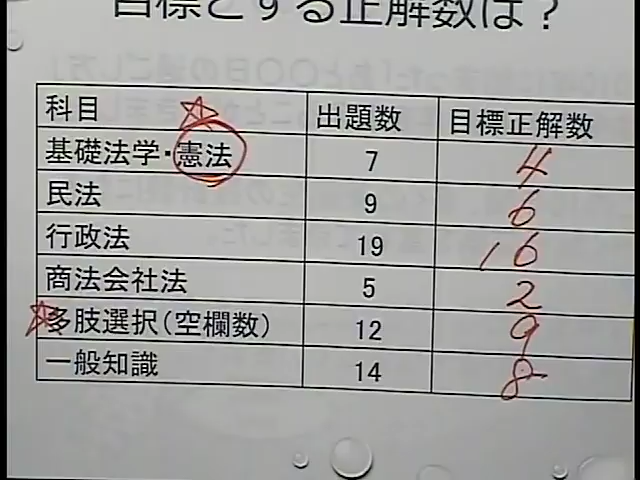 目標とする正解数は？
科目 出題数 目標正解数
基礎法学・憲法 7 4
民法 9 6
行政法 19 16
商法会社法 5 2
多肢選択（空欄数） 12 9
一般知識 14 8